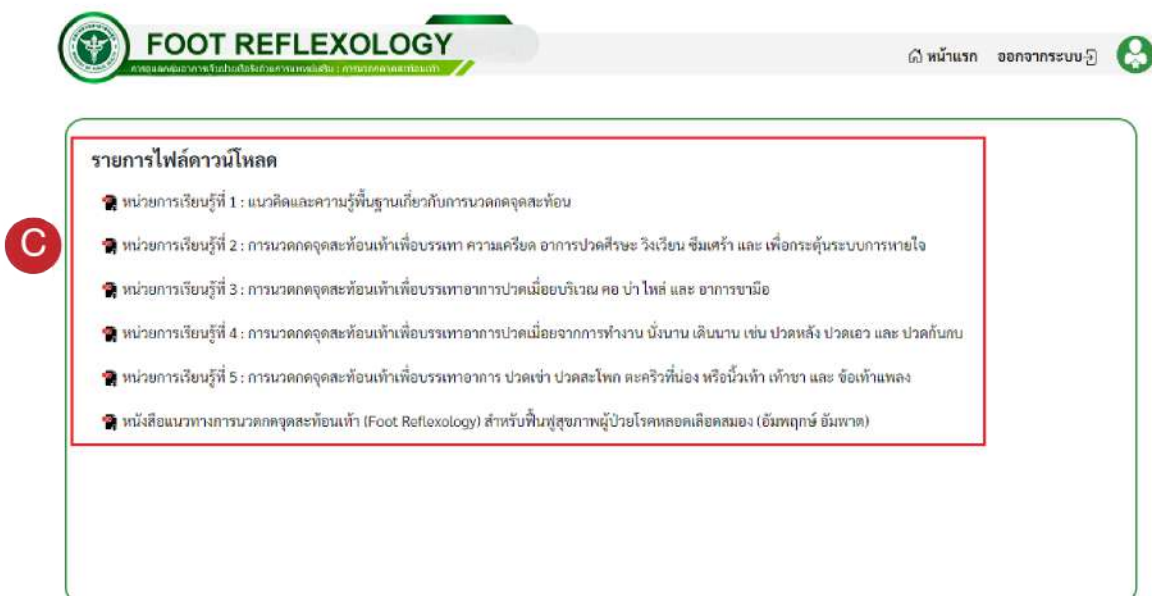 FOOT REFLEXOLOGY
หน้าแรก ออกจากระบบ
รายการไฟล์ดาวน์โหลด
หน่วยการเรียนรู้ที่ 1 : แนวคิดและความรู้พื้นฐานเกี่ยวกับการนวดกดจุดสะท้อน
C
หน่วยการเรียนรู้ที่ 2 : การนวดกดจุดสะท้อนเท้าเพื่อบรรเทา ความเครียด อาการปวดศีรษะ วิงเวียน ซึมเศร้า และ เพื่อกระตุ้นระบบการหายใจ
หน่วยการเรียนรู้ที่ 3 : การนวดกดจุดสะท้อนเท้าเพื่อบรรเทาอาการปวดเมื่อยบริเวณ คอ บ่า ไหล่ และ อาการชามือ
หน่วยการเรียนรู้ที่ 4 : การนวดกดจุดสะท้อนเท้าเพื่อบรรเทาอาการปวดเมื่อยจากการทำงาน นั่งนาน เดินนาน เช่น ปวดหลัง ปวดเอว และ ปวดก้นกบ
หน่วยการเรียนรู้ที่ 5 : การนวดกดจุดสะท้อนเท้าเพื่อบรรเทาอาการ ปวดเข่า ปวดสะโพก ตะคริวที่น่อง หรือนิ้วเท้า เท้าชา และ ข้อเท้าแพลง
หนังสือแนวทางการนวดกดจุดสะท้อนเท้า (Foot Reflexology) สำหรับฟื้นฟูสุขภาพผู้ป่วยโรคหลอดเลือดสมอง (อัมพฤกษ์ อัมพาต)